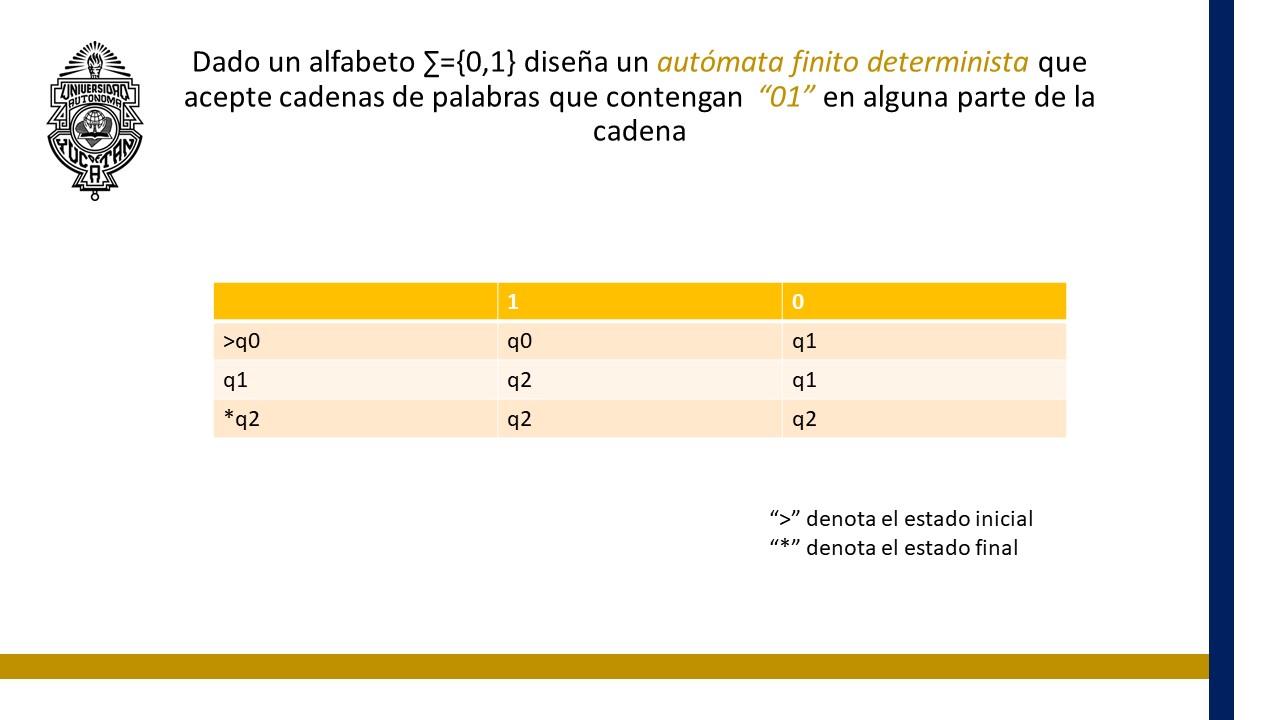 UNIVERSIDAD
AUTONOMA
YUCATAN
Dado un alfabeto ∑={0,1} diseña un autómata finito determinista que
acepte cadenas de palabras que contengan “01” en alguna parte de la
cadena
1 0
>q0 q0 q1
q1 q2 q1
*q2 q2 q2
“>” denota el estado inicial
“*” denota el estado final